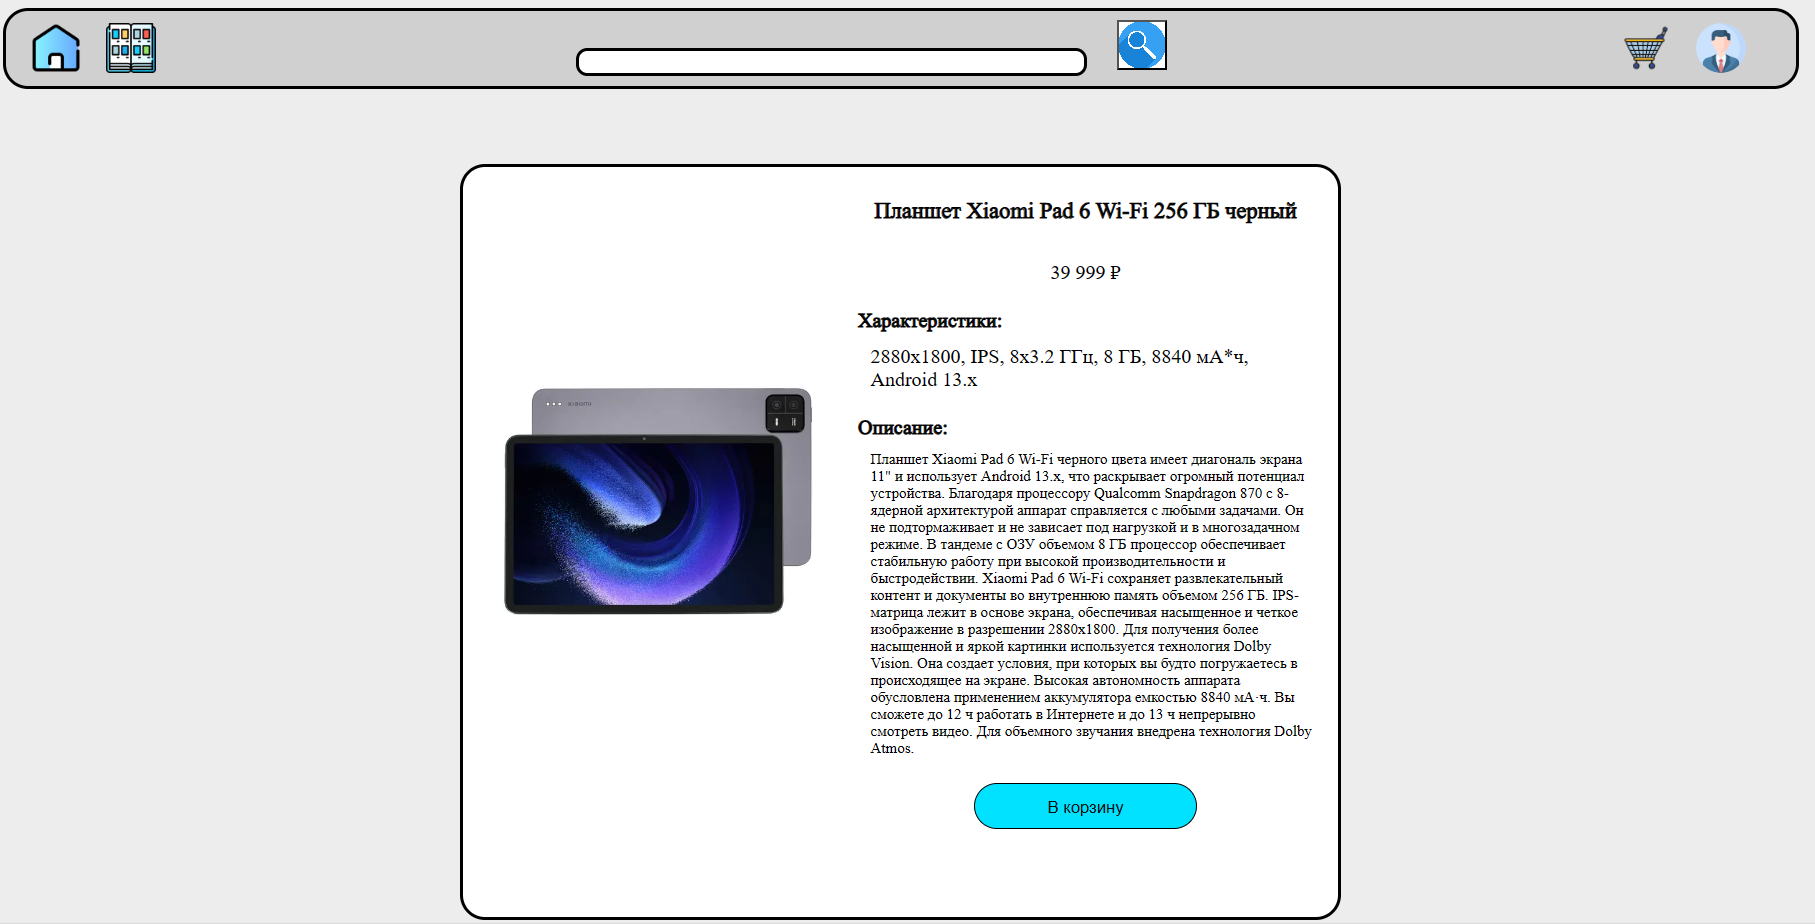 Планшет Xiaomi Pad 6 Wi-Fi 256 ГБ черный
39 999 ₽
Характеристики:
2880x1800, IPS, 8x3.2 ГГц, 8 ГБ, 8840 мА*ч,
Android 13.x
xiaomi
Описание:
Планшет Xiaomi Pad 6 Wi-Fi черного цвета имеет диагональ экрана
11" и использует Android 13.x, что раскрывает огромный потенциал
устройства. Благодаря процессору Qualcomm Snapdragon 870 с 8-
ядерной архитектурой аппарат справляется с любыми задачами. Он
не подтормаживает и не зависает под нагрузкой и в многозадачном
режиме. В тандеме с ОЗУ объемом 8 ГБ процессор обеспечивает
стабильную работу при высокой производительности и
быстродействии. Xiaomi Pad 6 Wi-Fi сохраняет развлекательный
контент и документы во внутреннюю память объемом 256 ГБ. IPS-
матрица лежит в основе экрана, обеспечивая насыщенное и четкое
изображение в разрешении 2880x1800. Для получения более
насыщенной и яркой картинки используется технология Dolby
Vision. Она создает условия, при которых вы будто погружаетесь в
происходящее на экране. Высокая автономность аппарата
обусловлена применением аккумулятора емкостью 8840 мА·ч. Вы
сможете до 12 ч работать в Интернете и до 13 ч непрерывно
смотреть видео. Для объемного звучания внедрена технология Dolby
Atmos.
В корзину